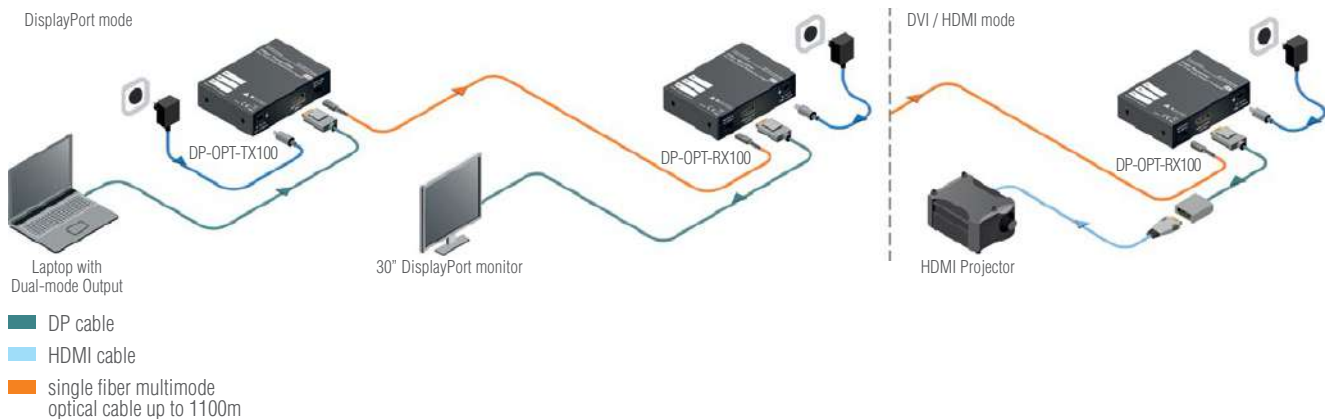 DisplayPort mode
DVI / HDMI mode
DP-OPT-TX100
DP-OPT-RX100
DP-OPT-RX100
Laptop with
Dual-mode Output
30" DisplayPort monitor
HDMI Projector
DP cable
HDMI cable
single fiber multimode
optical cable up to 1100m